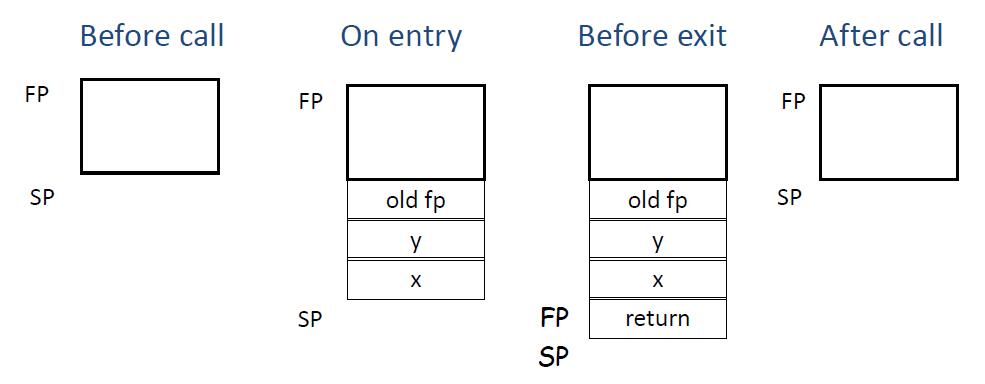 Before call
On entry
Before exit
After call
FP
SP
FP
old fp
y
x
SP
old fp
y
x
FP
return
SP
FP
SP